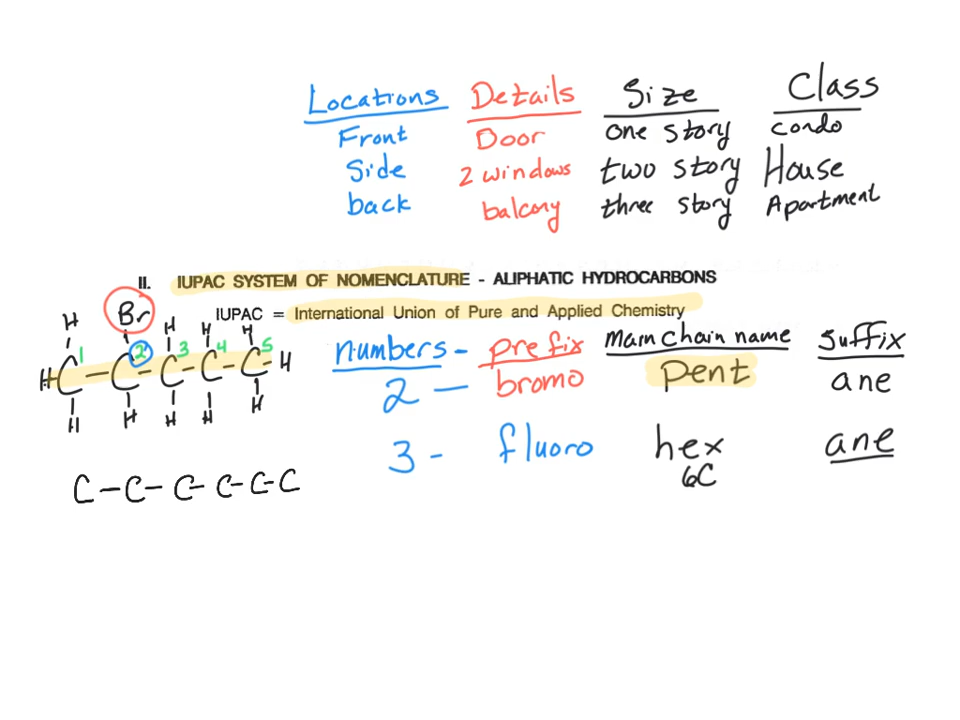 Locations Details Size Class
Front Door one story condo
Side 2 windows two story House
back balcony three story Apartment
II. IUPAC SYSTEM OF NOMENCLATURE - ALIPHATIC HYDROCARBONS
IUPAC = International Union of Pure and Applied Chemistry
H Br H H H
1 2 3 4 5
H-C-C-C-C-C-H
H H H H H
numbers- prefix Main chain name suffix
2- bromo pent ane
3- fluoro hex ane
6C
C-C-C-C-C-C